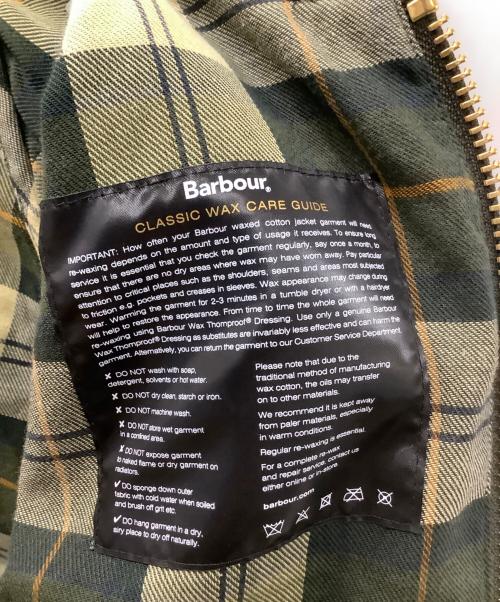 Barbour®
CLASSIC WAX CARE GUIDE
IMPORTANT: How often your Barbour waxed cotton jacket garment will need
re-waxing depends on the amount and type of usage it receives. To ensure long
service it is essential that you check the garment regularly, say once a month, to
ensure that there are no dry areas where wax may have worn away. Pay particular
attention to critical places such as the shoulders, seams and areas most subjected
to friction e.g. pockets and creases in sleeves. Wax appearance may change during
wear. Warming the garment for 2-3 minutes in a tumble dryer or with a hairdryer
will help to restore the appearance. From time to time the whole garment will need
re-waxing using Barbour Wax Thornproof® Dressing. Use only a genuine Barbour
Wax Thornproof® Dressing as substitutes are invariably less effective and can harm the
garment. Alternatively, you can return the garment to our Customer Service Department.
✗ DO NOT wash with soap,
detergent, solvents or hot water.
✗ DO NOT dry clean, starch or iron.
✗ DO NOT machine wash.
✗ DO NOT store wet garment
in a confined area.
✗ DO NOT expose garment
to naked flame or dry garment on
radiators.
✓ DO sponge down outer
fabric with cold water when soiled
and brush off grit etc.
✓ DO hang garment in a dry,
airy place to dry off naturally.
Please note that due to the
traditional method of manufacturing
wax cotton, the oils may transfer
on to other materials.
We recommend it is kept away
from paler materials, especially
in warm conditions.
Regular re-waxing is essential.
For a complete re-wax
and repair service, contact us
either online or in-store.
barbour.com